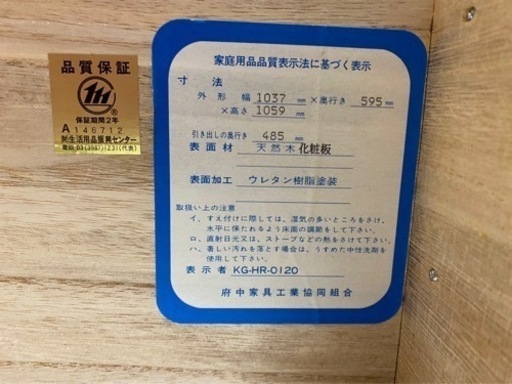 品質保証
保証期間2年
A146712
㈶生活用品振興センター
電話03(3587)1231(代表)
家庭用品品質表示法に基づく表示
寸法
外形 幅 1037 mm ×奥行き 595 mm
×高さ 1059 mm
引き出しの奥行き 485 mm
表面材 天然木化粧板
表面加工 ウレタン樹脂塗装
取扱い上の注意
イ、すえ付けに際しては、湿気の多いところをさけ、
水平に保たれるよう床面の調整をして下さい。
ロ、直射日光又は、ストーブなどの熱をさけて下さい。
ハ、著しい汚れを落とす場合は、うすめた中性洗剤を
使用して下さい。
表示者 KG-HR-0120
府中家具工業協同組合